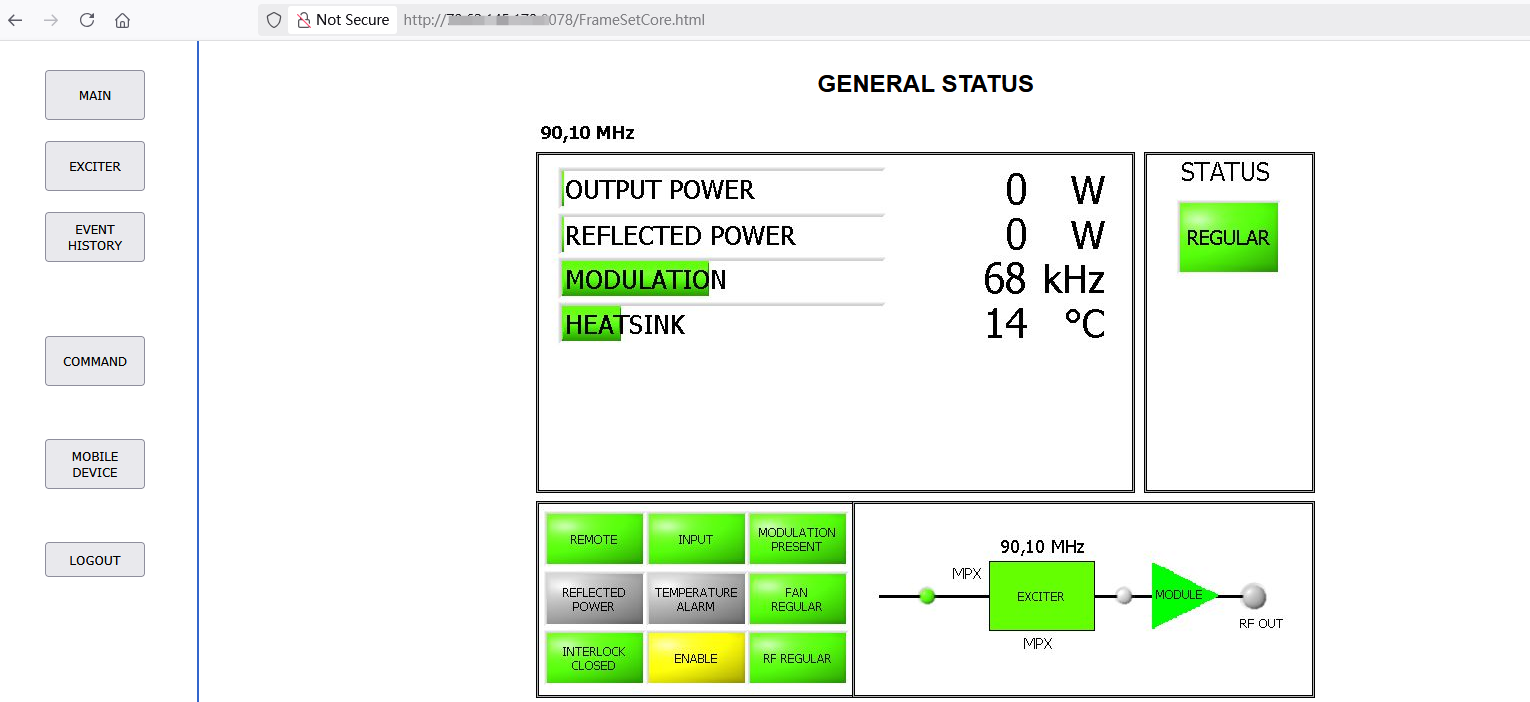 Not Secure
http://
078/FrameSetCore.html
MAIN
EXCITER
EVENT
HISTORY
COMMAND
MOBILE
DEVICE
LOGOUT
GENERAL STATUS
90,10 MHz
OUTPUT POWER 0 W
REFLECTED POWER 0 W
MODULATION 68 kHz
HEATSINK 14 °C
STATUS
REGULAR
REMOTE
INPUT
MODULATION
PRESENT
REFLECTED
POWER
TEMPERATURE
ALARM
FAN
REGULAR
INTERLOCK
CLOSED
ENABLE
RF REGULAR
90,10 MHz
MPX
EXCITER
MPX
MODULE
RF OUT